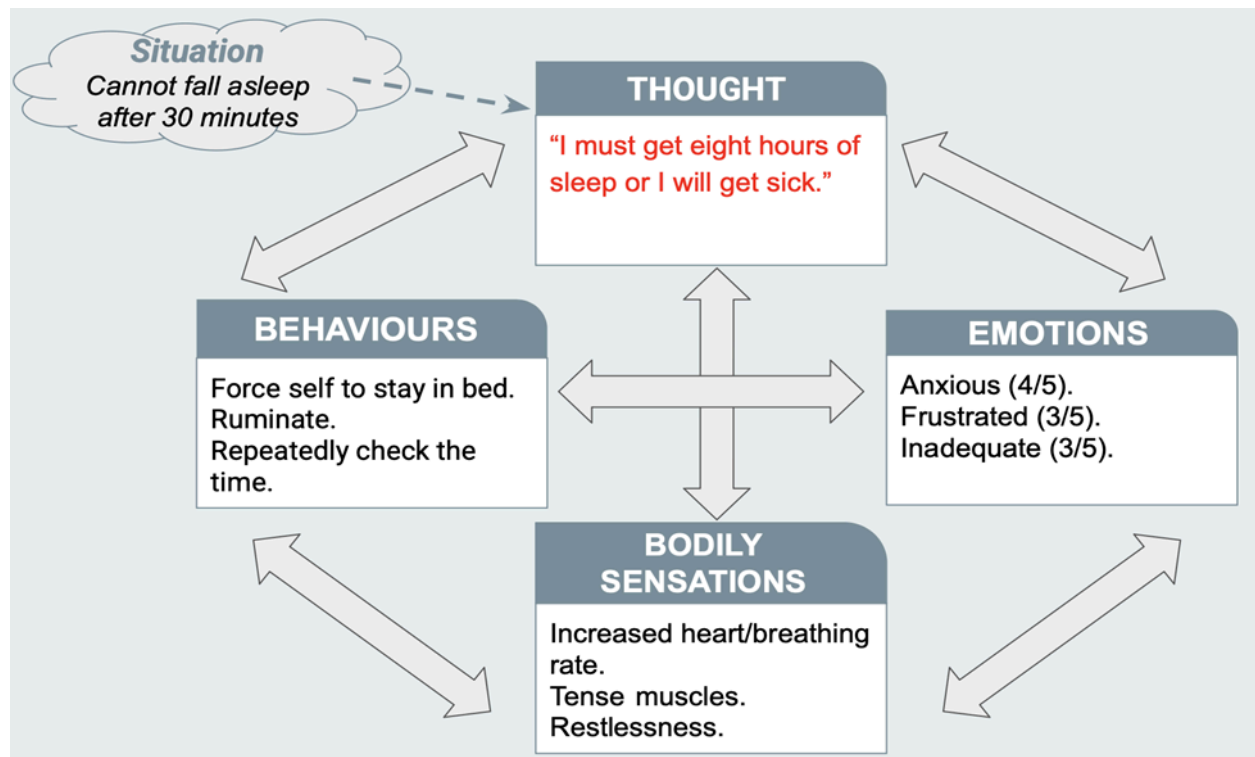 Situation
Cannot fall asleep
after 30 minutes
THOUGHT
“I must get eight hours of
sleep or I will get sick.”
BEHAVIOURS
Force self to stay in bed.
Ruminate.
Repeatedly check the
time.
EMOTIONS
Anxious (4/5).
Frustrated (3/5).
Inadequate (3/5).
BODILY
SENSATIONS
Increased heart/breathing
rate.
Tense muscles.
Restlessness.